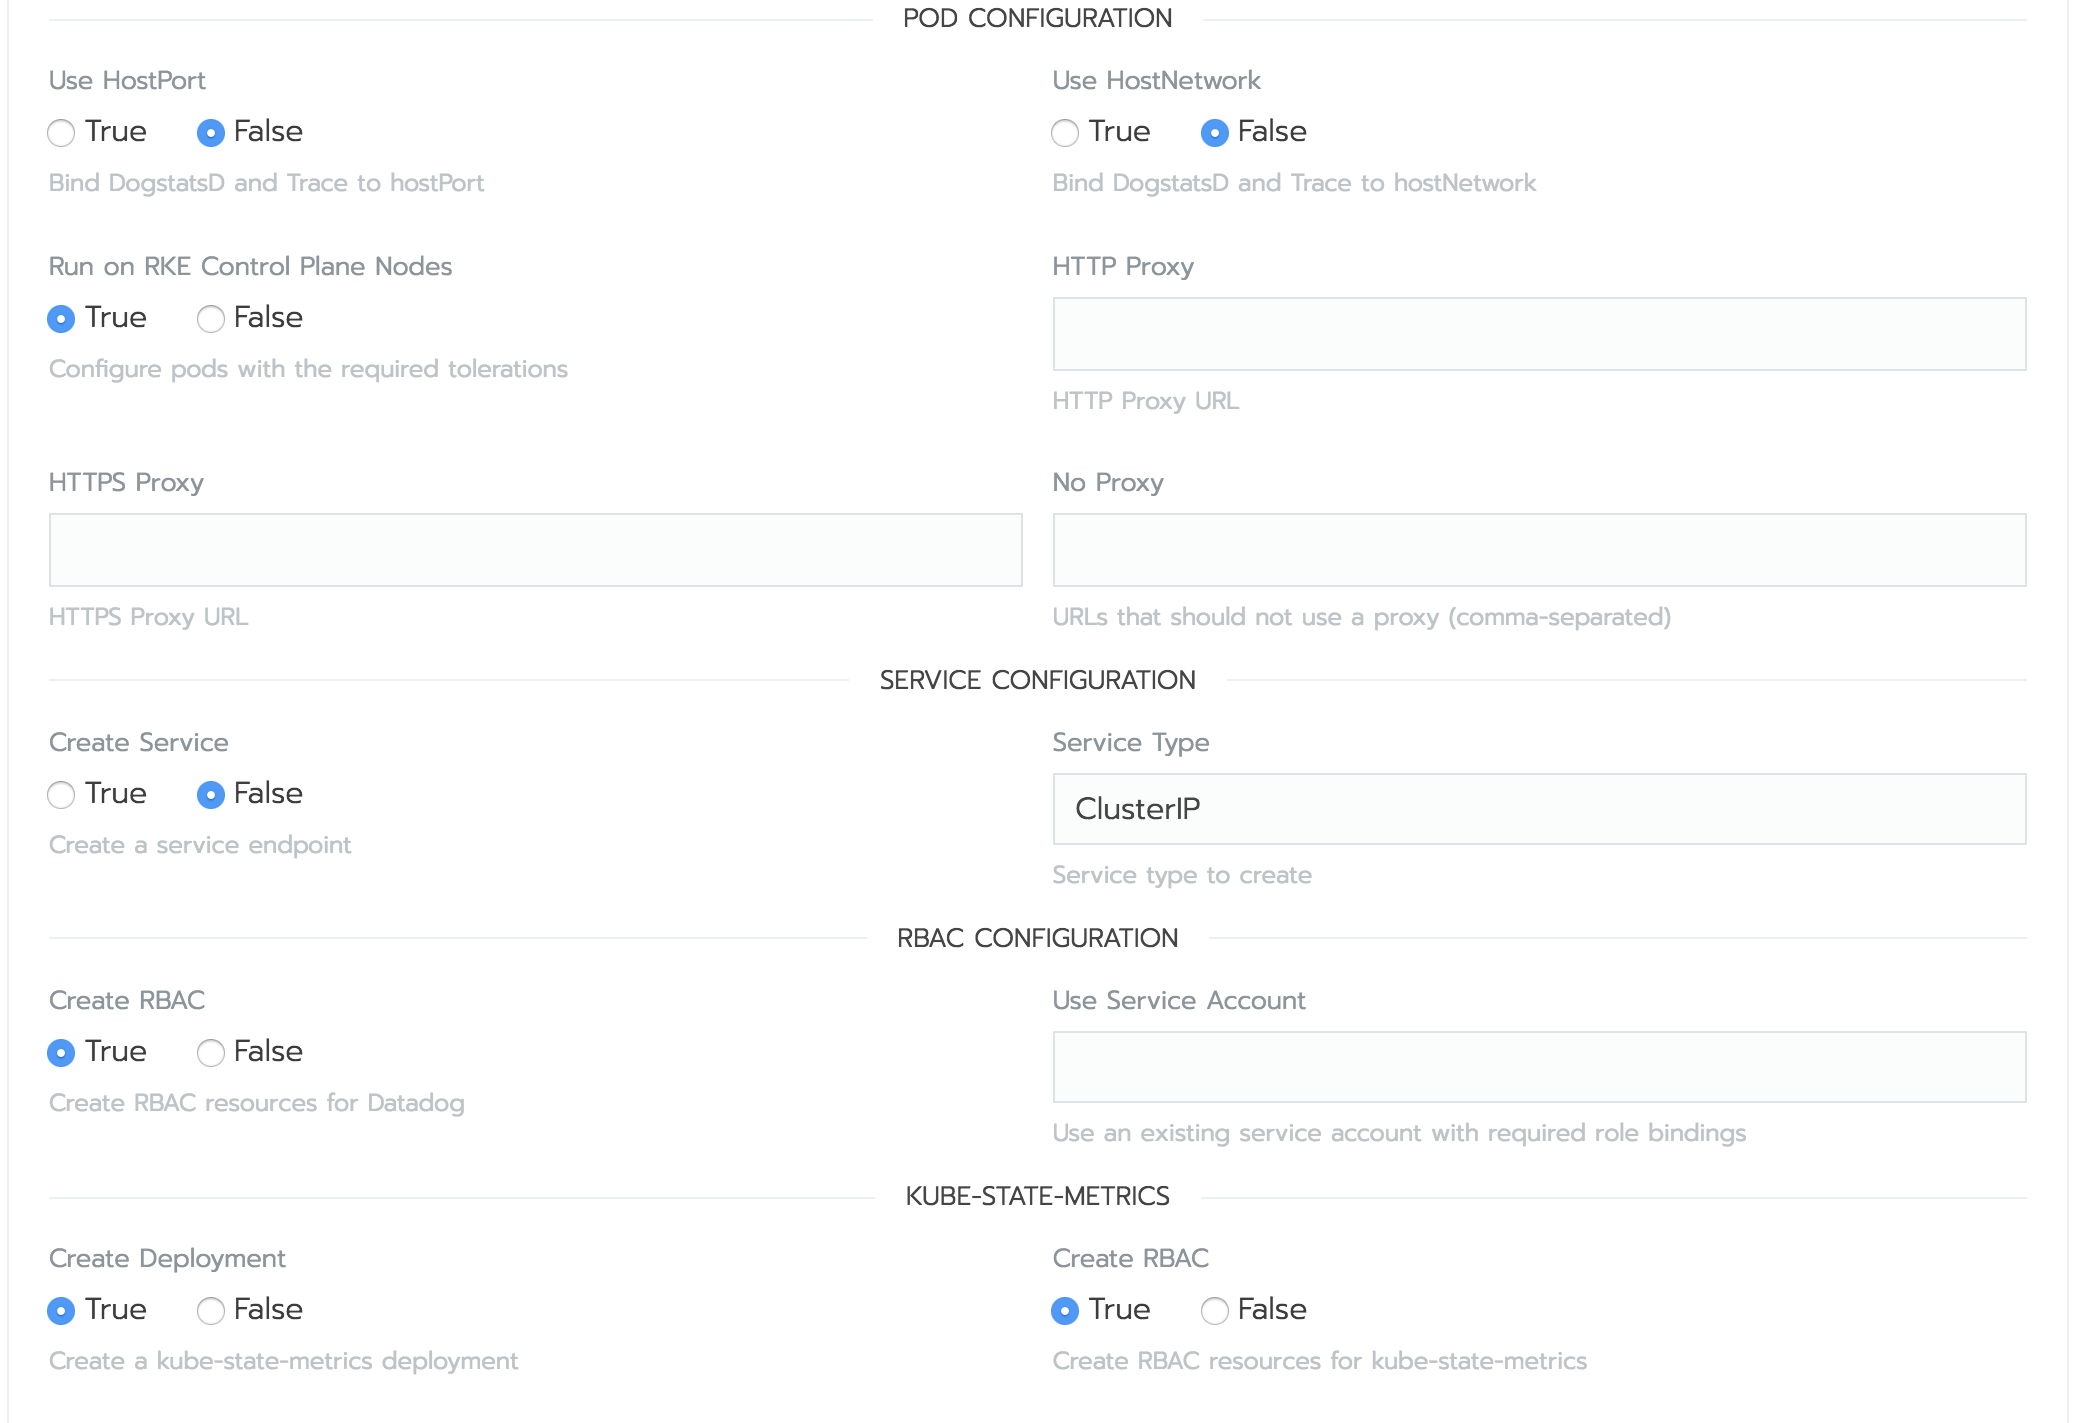 POD CONFIGURATION
Use HostPort
Use HostNetwork
True False
True False
Bind DogstatsD and Trace to hostPort
Bind DogstatsD and Trace to hostNetwork
Run on RKE Control Plane Nodes
HTTP Proxy
True False
Configure pods with the required tolerations
HTTP Proxy URL
HTTPS Proxy
No Proxy
HTTPS Proxy URL
URLs that should not use a proxy (comma-separated)
SERVICE CONFIGURATION
Create Service
Service Type
True False
ClusterIP
Create a service endpoint
Service type to create
RBAC CONFIGURATION
Create RBAC
Use Service Account
True False
Create RBAC resources for Datadog
Use an existing service account with required role bindings
KUBE-STATE-METRICS
Create Deployment
Create RBAC
True False
True False
Create a kube-state-metrics deployment
Create RBAC resources for kube-state-metrics